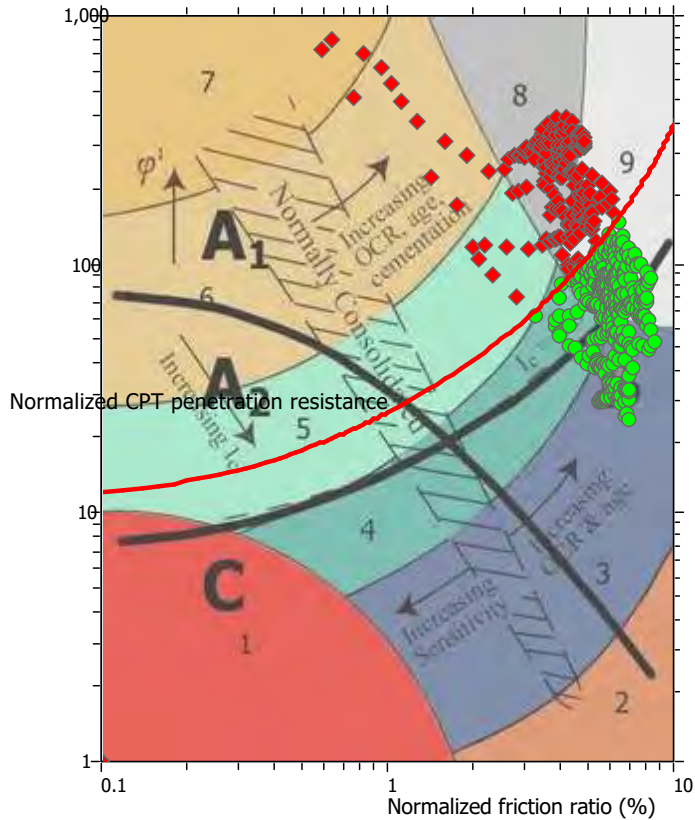 1,000
7
8
9
φ'
Increasing
OCR, age,
cementation
Normally Consolidated
A1
100
6
Increasing Ic
A2
Normalized CPT penetration resistance
5
Ic
10
4
Increasing
OCR & age
C
3
Increasing
Sensitivity
1
2
1
0.1
1
10
Normalized friction ratio (%)